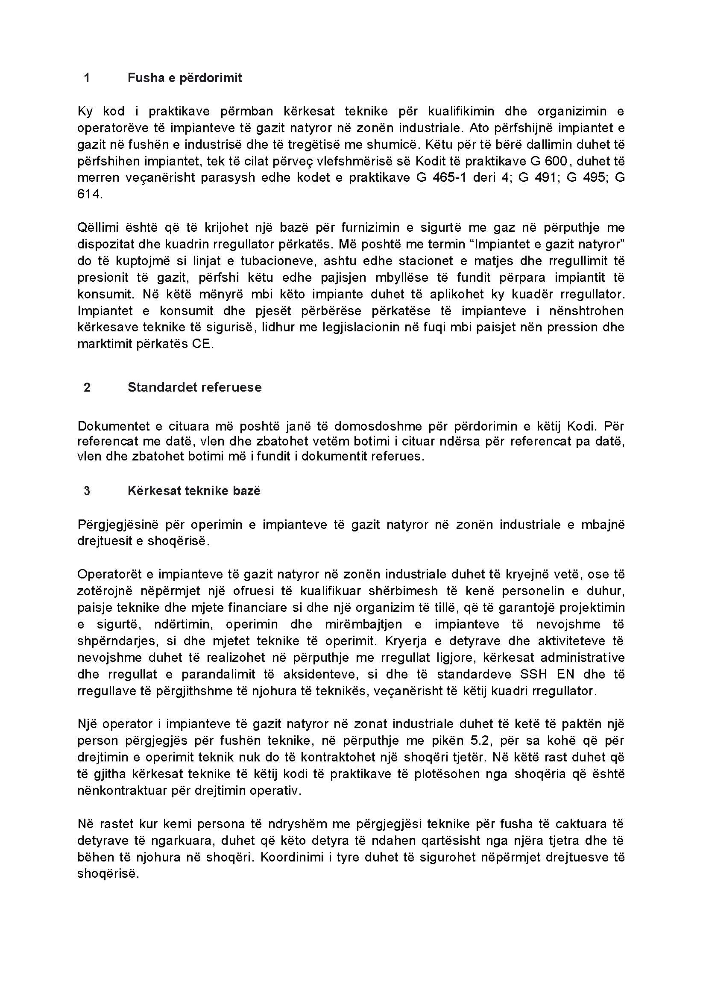 1 Fusha e përdorimit
Ky kod i praktikave përmban kërkesat teknike për kualifikimin dhe organizimin e
operatorëve të impianteve të gazit natyror në zonën industriale. Ato përfshijnë impiantet e
gazit në fushën e industrisë dhe të tregëtisë me shumicë. Këtu për të bërë dallimin duhet të
përfshihen impiantet, tek të cilat përveç vlefshmërisë së Kodit të praktikave G 600, duhet të
merren veçanërisht parasysh edhe kodet e praktikave G 465-1 deri 4; G 491; G 495; G
614.
Qëllimi është që të krijohet një bazë për furnizimin e sigurtë me gaz në përputhje me
dispozitat dhe kuadrin rregullator përkatës. Më poshtë me termin “Impiantet e gazit natyror”
do të kuptojmë si linjat e tubacioneve, ashtu edhe stacionet e matjes dhe rregullimit të
presionit të gazit, përfshi këtu edhe pajisjen mbyllëse të fundit përpara impiantit të
konsumit. Në këtë mënyrë mbi këto impiante duhet të aplikohet ky kuadër rregullator.
Impiantet e konsumit dhe pjesët përbërëse përkatëse të impianteve i nënshtrohen
kërkesave teknike të sigurisë, lidhur me legjislacionin në fuqi mbi paisjet nën pression dhe
marktimit përkatës CE.
2 Standardet referuese
Dokumentet e cituara më poshtë janë të domosdoshme për përdorimin e këtij Kodi. Për
referencat me datë, vlen dhe zbatohet vetëm botimi i cituar ndërsa për referencat pa datë,
vlen dhe zbatohet botimi më i fundit i dokumentit referues.
3 Kërkesat teknike bazë
Përgjegjësinë për operimin e impianteve të gazit natyror në zonën industriale e mbajnë
drejtuesit e shoqërisë.
Operatorët e impianteve të gazit natyror në zonën industriale duhet të kryejnë vetë, ose të
zotërojnë nëpërmjet një ofruesi të kualifikuar shërbimesh të kenë personelin e duhur,
paisje teknike dhe mjete financiare si dhe një organizim të tillë, që të garantojë projektimin
e sigurtë, ndërtimin, operimin dhe mirëmbajtjen e impianteve të nevojshme të
shpërndarjes, si dhe mjetet teknike të operimit. Kryerja e detyrave dhe aktiviteteve të
nevojshme duhet të realizohet në përputhje me rregullat ligjore, kërkesat administrative
dhe rregullat e parandalimit të aksidenteve, si dhe të standardeve SSH EN dhe të
rregullave të përgjithshme të njohura të teknikës, veçanërisht të këtij kuadri rregullator.
Një operator i impianteve të gazit natyror në zonat industriale duhet të ketë të paktën një
person përgjegjës për fushën teknike, në përputhje me pikën 5.2, për sa kohë që për
drejtimin e operimit teknik nuk do të kontraktohet një shoqëri tjetër. Në këtë rast duhet që
të gjitha kërkesat teknike të këtij kodi të praktikave të plotësohen nga shoqëria që është
nënkontraktuar për drejtimin operativ.
Në rastet kur kemi persona të ndryshëm me përgjegjësi teknike për fusha të caktuara të
detyrave të ngarkuara, duhet që këto detyra të ndahen qartësisht nga njëra tjetra dhe të
bëhen të njohura në shoqëri. Koordinimi i tyre duhet të sigurohet nëpërmjet drejtuesve të
shoqërisë.